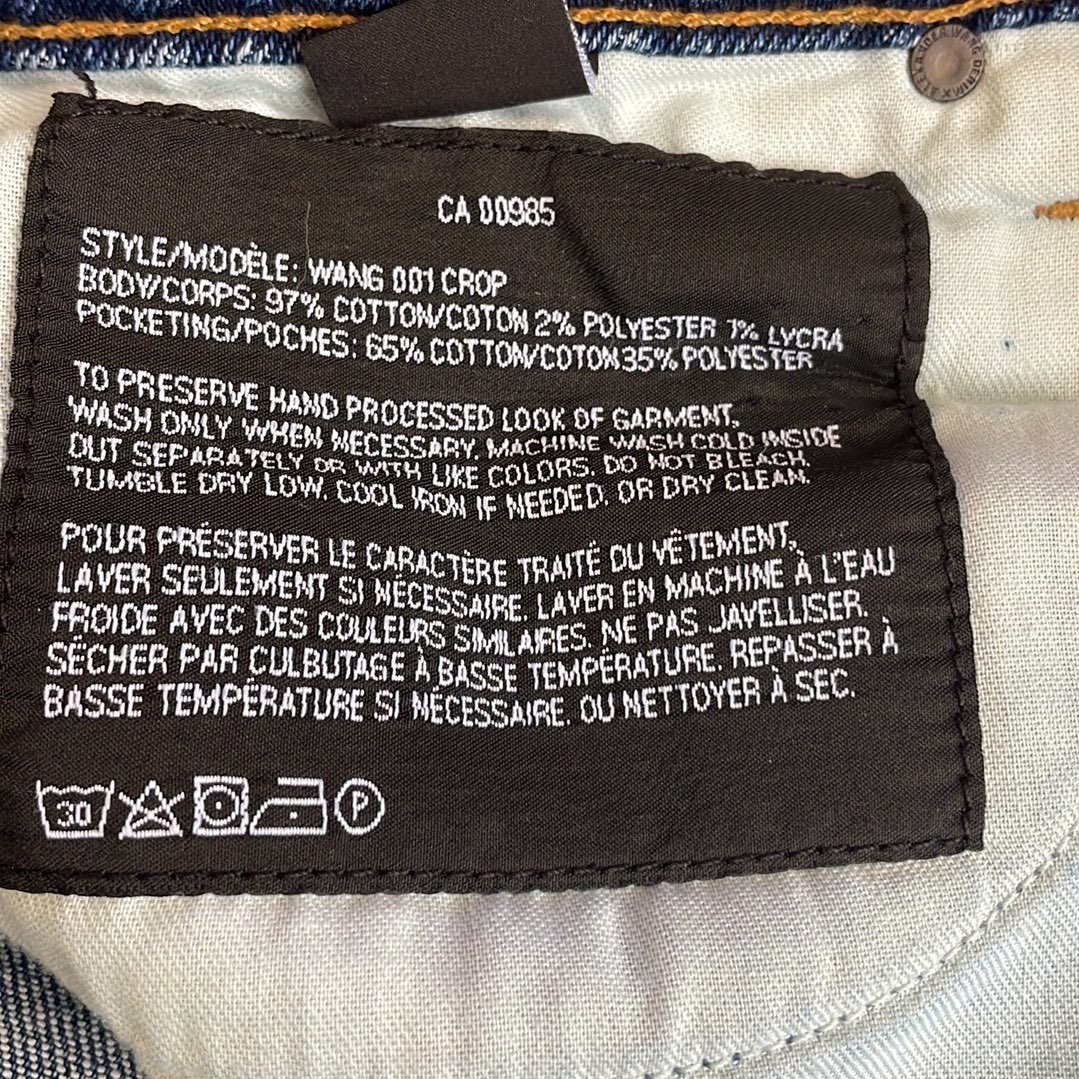 ALEXANDER WANG DENIM X
CA 00985
STYLE/MODÈLE: WANG 001 CROP
BODY/CORPS: 97% COTTON/COTON 2% POLYESTER 1% LYCRA
POCKETING/POCHES: 65% COTTON/COTON 35% POLYESTER
TO PRESERVE HAND PROCESSED LOOK OF GARMENT,
WASH ONLY WHEN NECESSARY. MACHINE WASH COLD INSIDE
OUT SEPARATELY OR WITH LIKE COLORS. DO NOT BLEACH.
TUMBLE DRY LOW. COOL IRON IF NEEDED. OR DRY CLEAN.
POUR PRÉSERVER LE CARACTÈRE TRAITÉ DU VÊTEMENT,
LAVER SEULEMENT SI NÉCESSAIRE. LAVER EN MACHINE À L'EAU
FROIDE AVEC DES COULEURS SIMILAIRES. NE PAS JAVELLISER.
SÉCHER PAR CULBUTAGE À BASSE TEMPÉRATURE. REPASSER À
BASSE TEMPÉRATURE SI NÉCESSAIRE. OU NETTOYER À SEC.
30 P